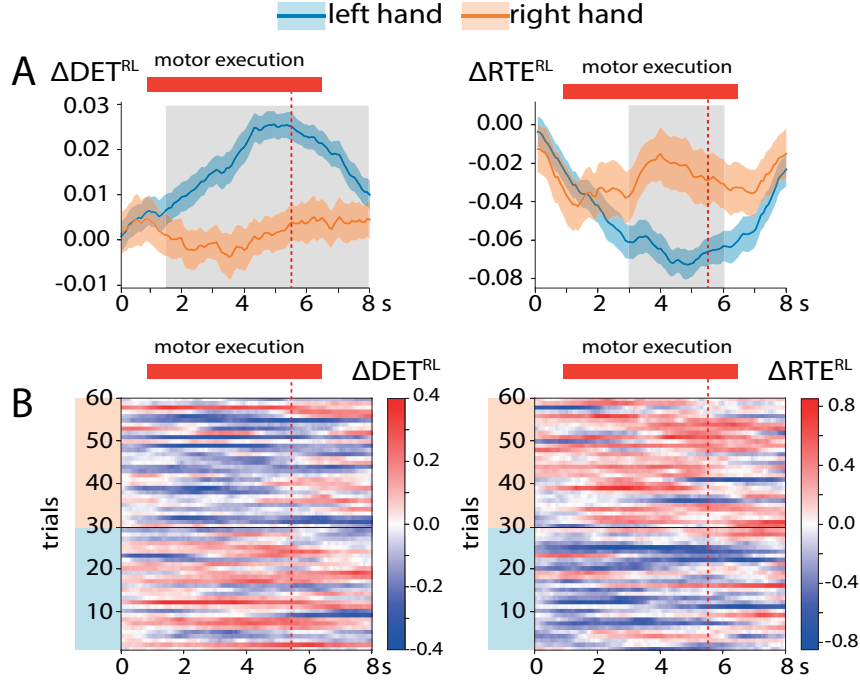 left hand right hand
A
ΔDET^RL
motor execution
0.03
0.02
0.01
0.00
-0.01
0 2 4 6 8 s
ΔRTE^RL
motor execution
0.00
-0.02
-0.04
-0.06
-0.08
0 2 4 6 8 s
B
motor execution
ΔDET^RL
trials
60
50
40
30
20
10
0 2 4 6 8 s
0.4
0.2
0.0
-0.2
-0.4
motor execution
ΔRTE^RL
trials
60
50
40
30
20
10
0 2 4 6 8 s
0.8
0.4
0.0
-0.4
-0.8